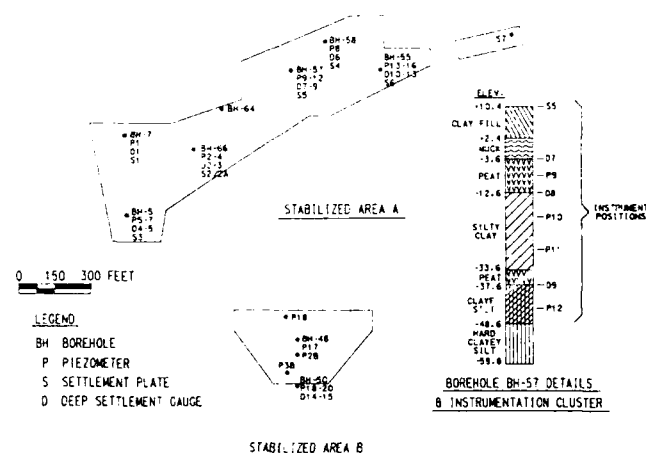 BH-58
P8
D6
S4
S7
BH-57
P9-12
D7-9
S5
BH-55
P13-16
D10-13
S6
BH-64
BH-7
P1
D1
S1
BH-66
P2-4
D2-3
S2/2A
BH-5
P5-7
D4-5
S3
STABILIZED AREA A
0 150 300 FEET
LEGEND
BH BOREHOLE
P PIEZOMETER
S SETTLEMENT PLATE
D DEEP SETTLEMENT GAUGE
P18
BH-48
P17
P28
P38
BH-50
P18-20
D14-15
STABILIZED AREA B
ELEV.
+10.4
S5
CLAY FILL
+2.4
MUCK
-3.6
D7
PEAT
P9
-12.6
D8
P10
SILTY
CLAY
P11
-33.6
PEAT
-37.6
D9
CLAYEY
SILT
P12
-48.6
HARD
CLAYEY
SILT
-59.6
INSTRUMENT
POSITIONS
BOREHOLE BH-57 DETAILS
& INSTRUMENTATION CLUSTER